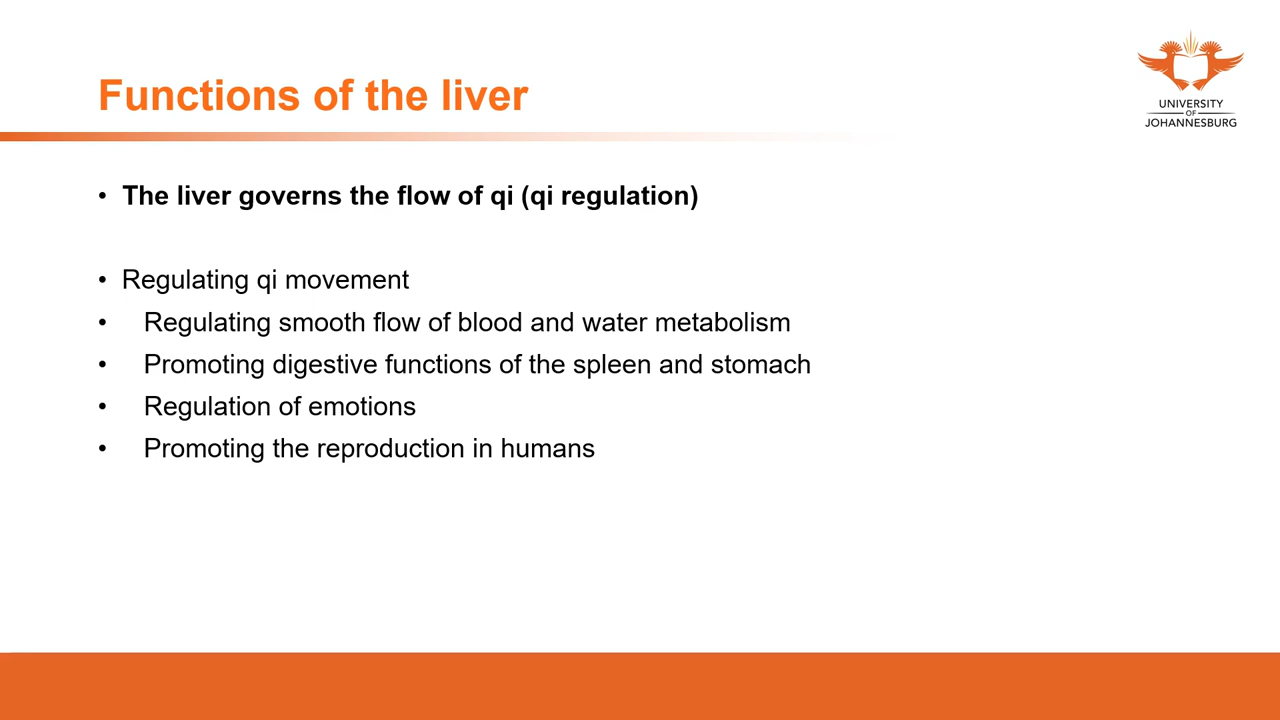 Functions of the liver
UNIVERSITY
OF
JOHANNESBURG
• The liver governs the flow of qi (qi regulation)
• Regulating qi movement
• Regulating smooth flow of blood and water metabolism
• Promoting digestive functions of the spleen and stomach
• Regulation of emotions
• Promoting the reproduction in humans